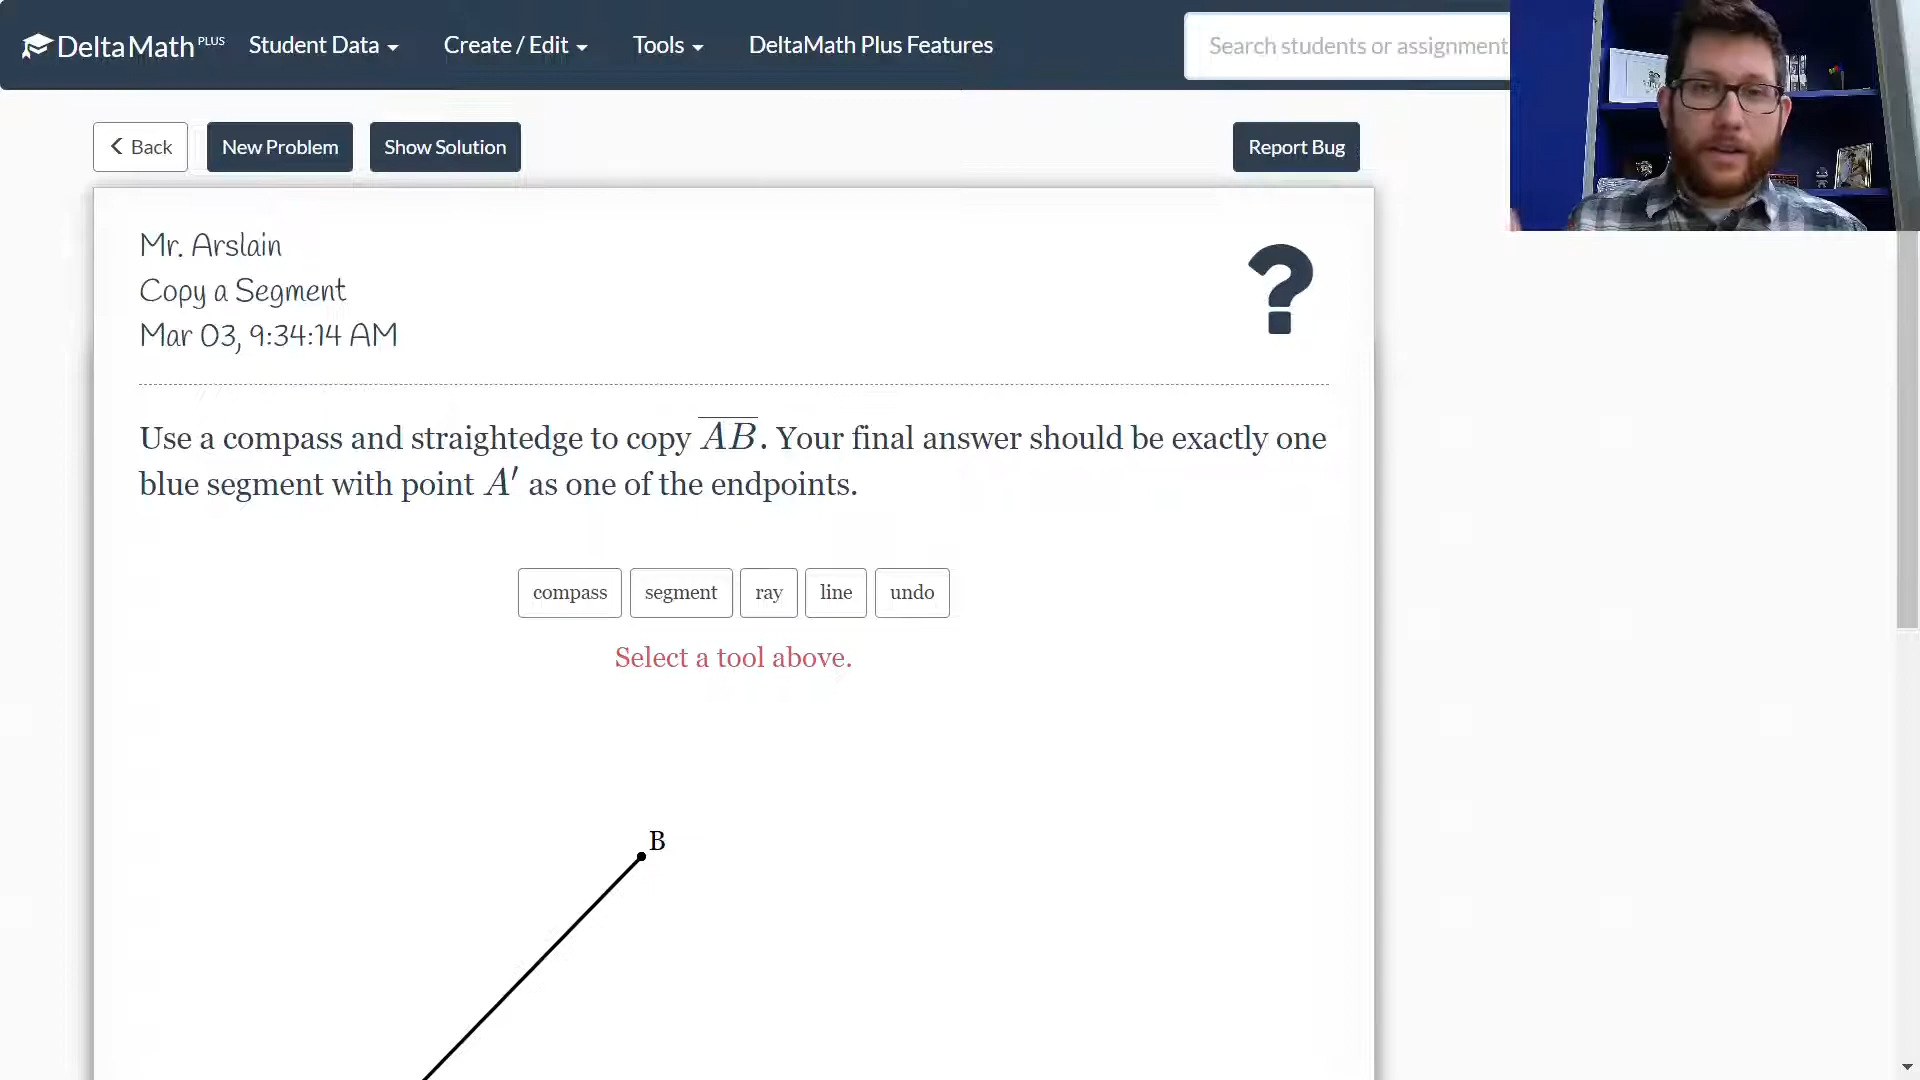 DeltaMath PLUS Student Data Create / Edit Tools DeltaMath Plus Features Search students or assignment
Back New Problem Show Solution Report Bug
Mr. Arslain
Copy a Segment
Mar 03, 9:34:14 AM
?
Use a compass and straightedge to copy AB. Your final answer should be exactly one
blue segment with point A′ as one of the endpoints.
compass segment ray line undo
Select a tool above.
B